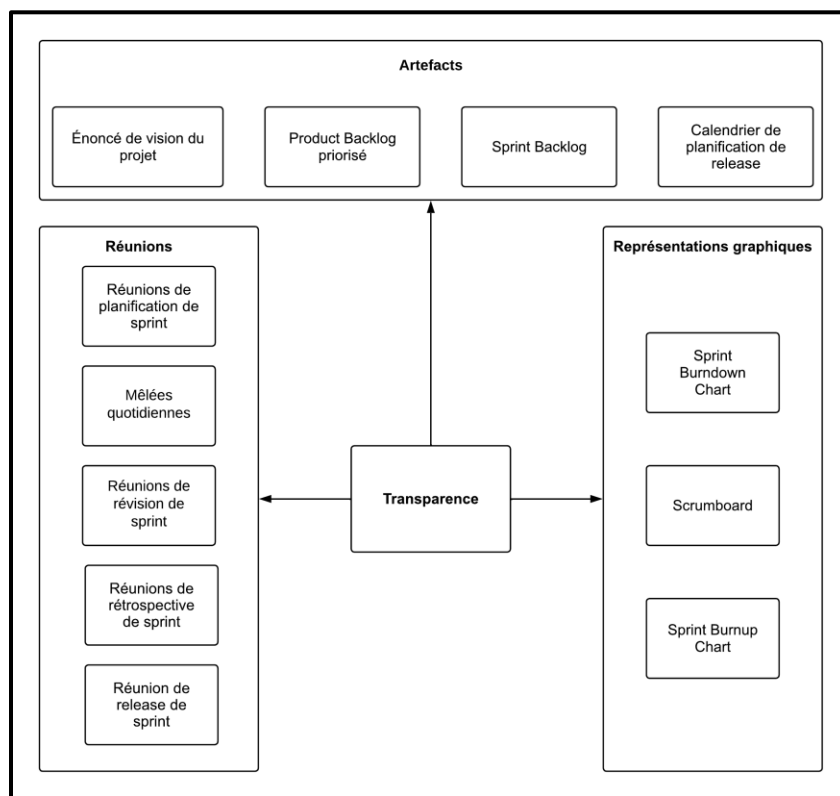 Artefacts
Énoncé de vision du
projet
Product Backlog
priorisé
Sprint Backlog
Calendrier de
planification de
release
Réunions
Réunions de
planification de
sprint
Mêlées
quotidiennes
Réunions de
révision de
sprint
Réunions de
rétrospective
de sprint
Réunion de
release de
sprint
Transparence
Représentations graphiques
Sprint
Burndown
Chart
Scrumboard
Sprint Burnup
Chart